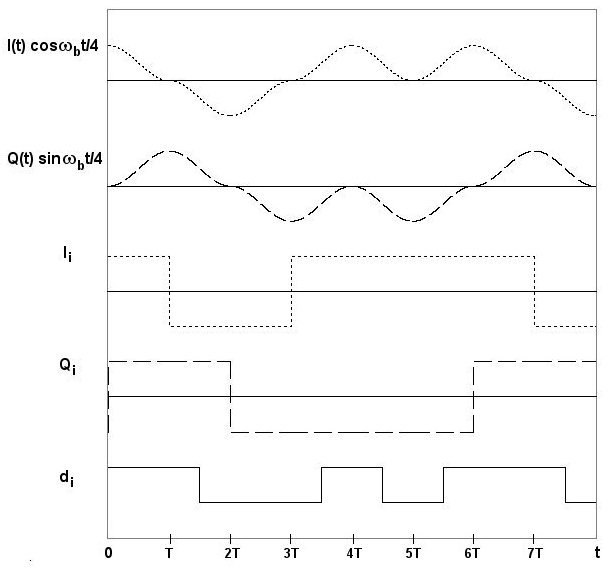 I(t) cosω_bt/4
Q(t) sinω_bt/4
I_i
Q_i
d_i
0 T 2T 3T 4T 5T 6T 7T t